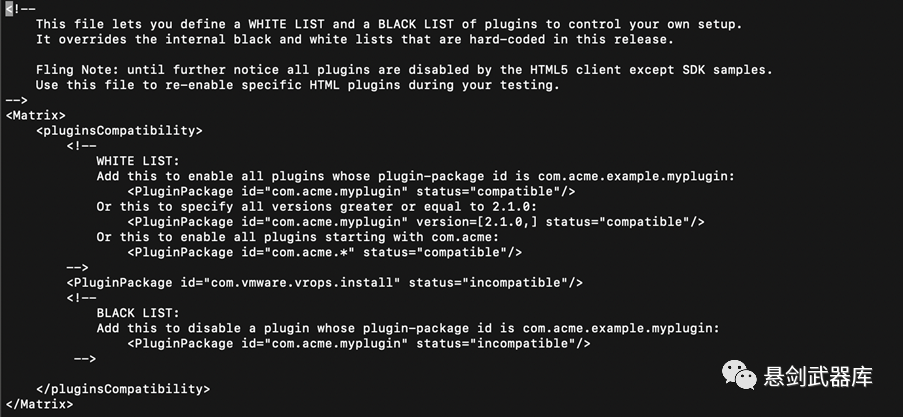 <!--
    This file lets you define a WHITE LIST and a BLACK LIST of plugins to control your own setup.
    It overrides the internal black and white lists that are hard-coded in this release.

    Fling Note: until further notice all plugins are disabled by the HTML5 client except SDK samples.
    Use this file to re-enable specific HTML plugins during your testing.
-->
<Matrix>
    <pluginsCompatibility>
        <!--
            WHITE LIST:
            Add this to enable all plugins whose plugin-package id is com.acme.example.myplugin:
                <PluginPackage id="com.acme.myplugin" status="compatible"/>
            Or this to specify all versions greater or equal to 2.1.0:
                <PluginPackage id="com.acme.myplugin" version=[2.1.0,] status="compatible"/>
            Or this to enable all plugins starting with com.acme:
                <PluginPackage id="com.acme.*" status="compatible"/>
        -->
        <PluginPackage id="com.vmware.vrops.install" status="incompatible"/>
        <!--
            BLACK LIST:
            Add this to disable a plugin whose plugin-package id is com.acme.example.myplugin:
                <PluginPackage id="com.acme.myplugin" status="incompatible"/>
         -->

    </pluginsCompatibility>
</Matrix>
悬剑武器库